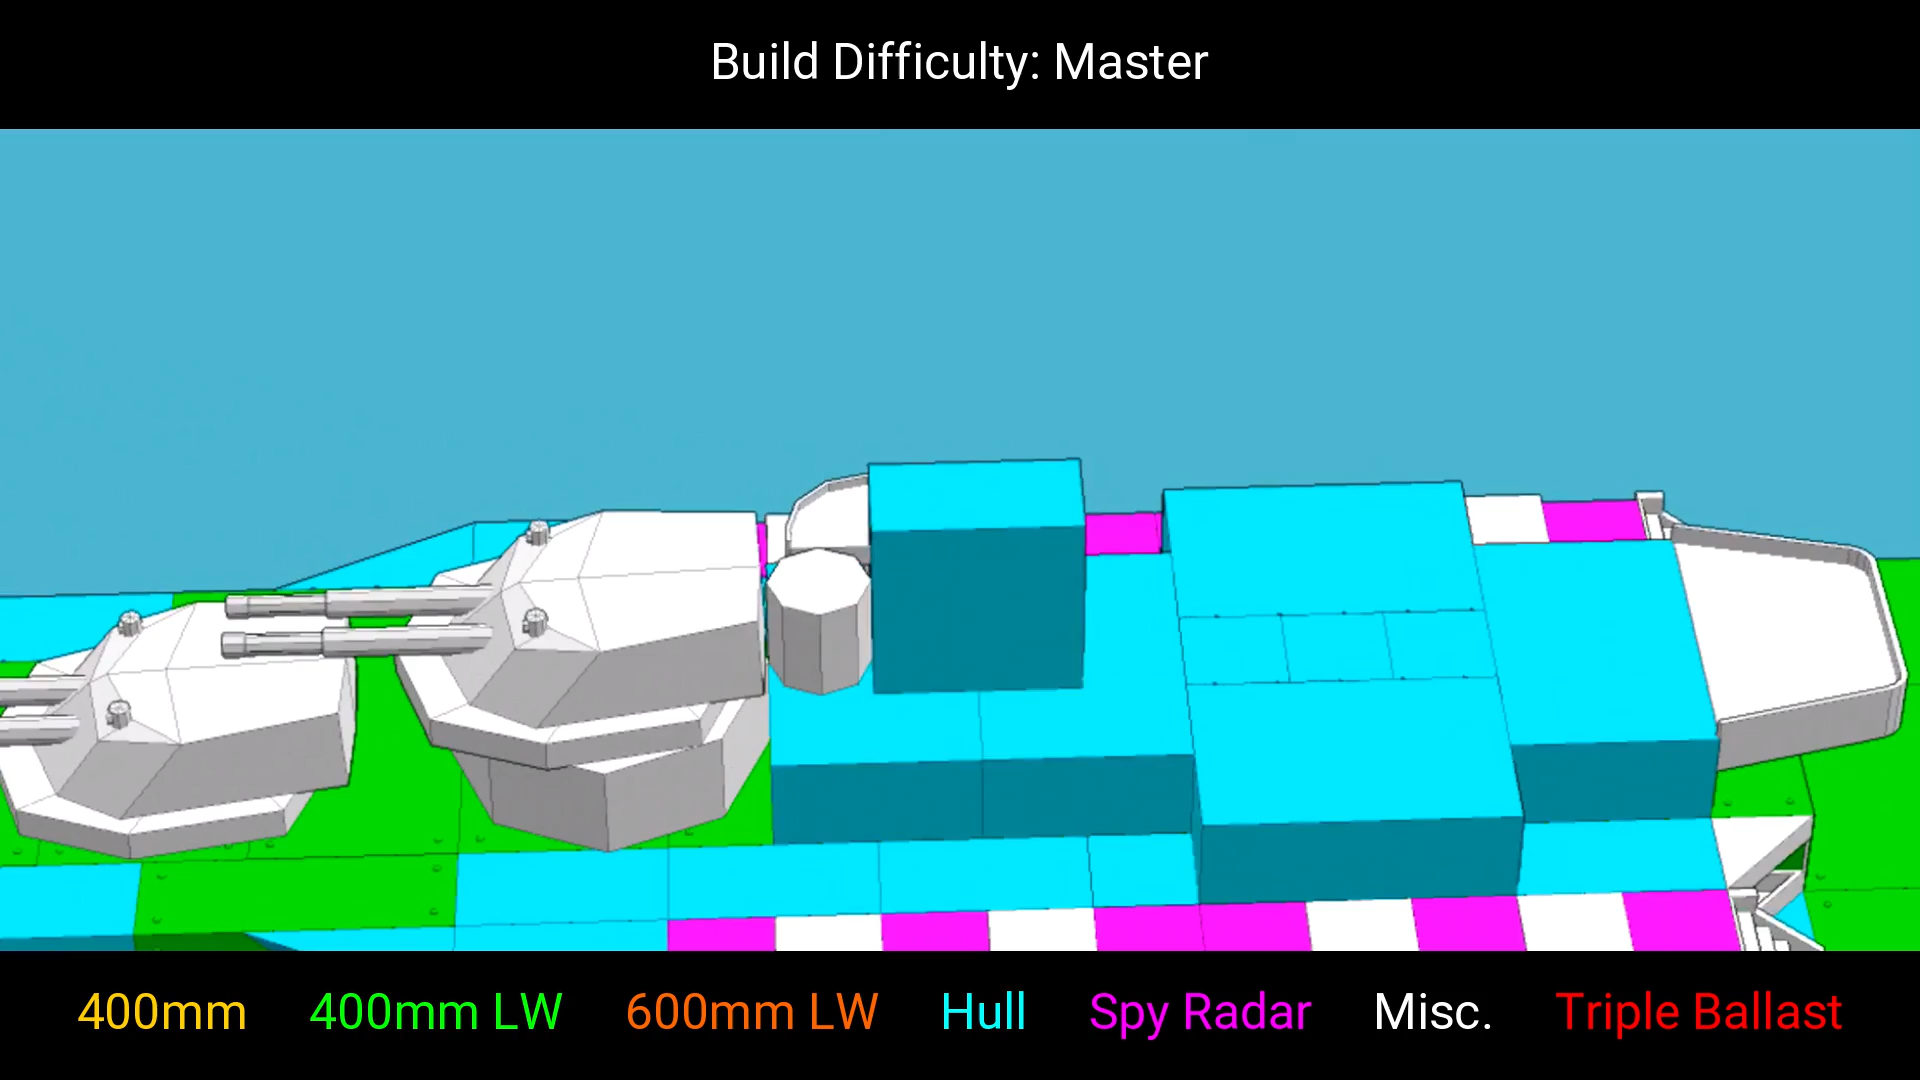 Build Difficulty: Master
400mm 400mm LW 600mm LW Hull Spy Radar Misc. Triple Ballast